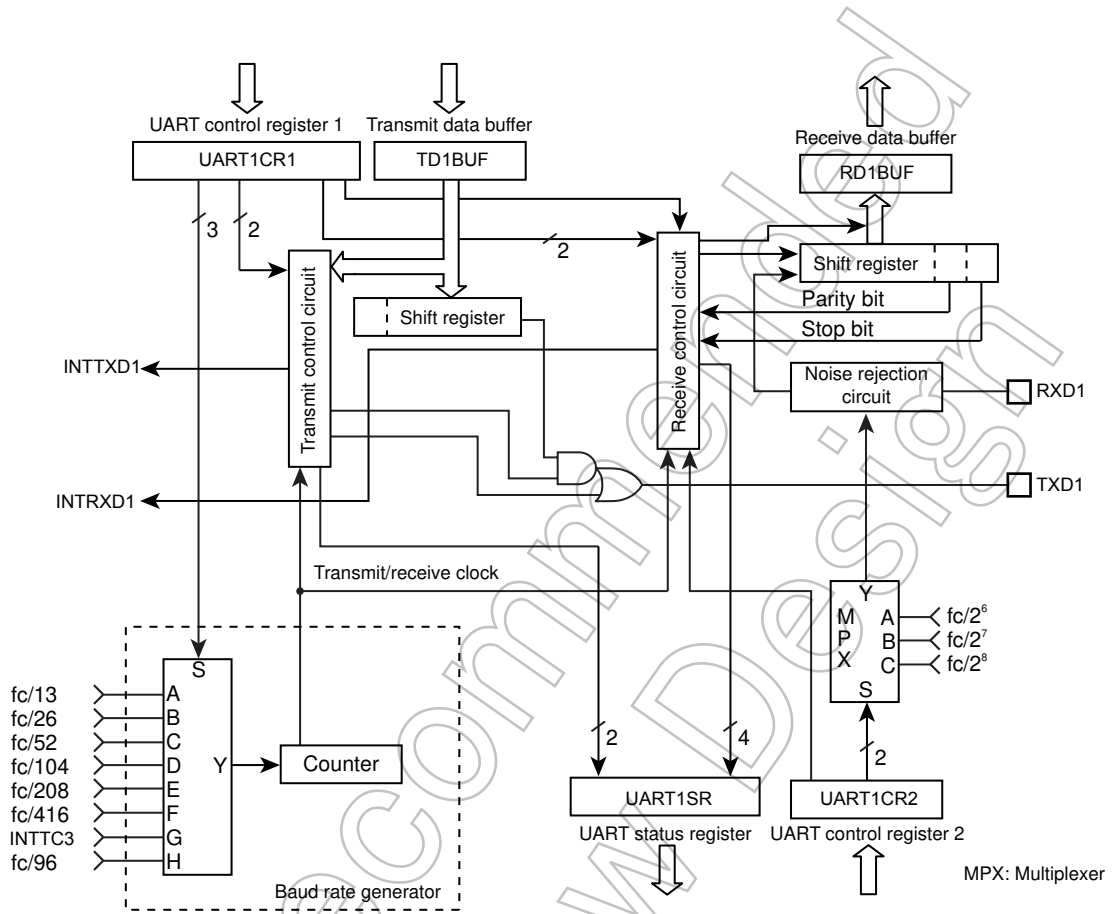 UART control register 1
Transmit data buffer
Receive data buffer
UART1CR1
TD1BUF
RD1BUF
3
2
2
Shift register
Parity bit
Stop bit
Transmit control circuit
Receive control circuit
Shift register
INTTXD1
Noise rejection
circuit
RXD1
INTRXD1
TXD1
Transmit/receive clock
Y
M
P
X
A
B
C
S
fc/2⁶
fc/2⁷
fc/2⁸
S
fc/13
A
fc/26
B
fc/52
C
fc/104
D
Y
Counter
fc/208
E
fc/416
F
INTTC3
G
fc/96
H
Baud rate generator
2
4
2
UART1SR
UART1CR2
UART status register
UART control register 2
MPX: Multiplexer
ecommended
w Design